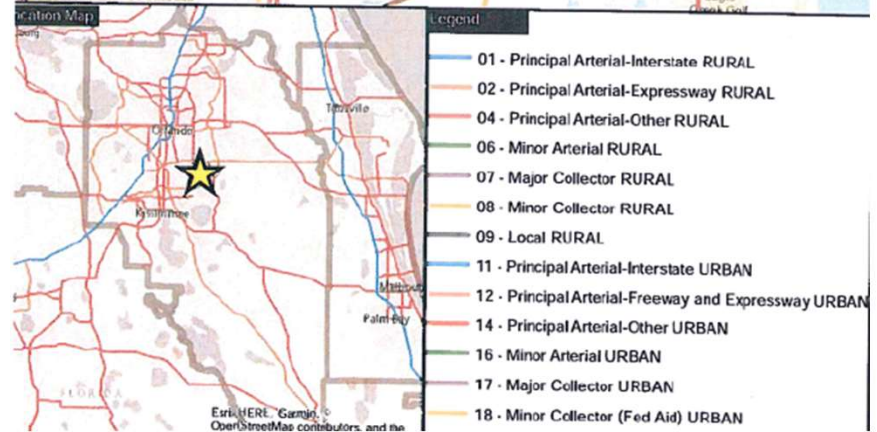 cation Map
Orlando
Titusville
Kissimmee
Palm Bay
FLORIDA
Esri, HERE, Garmin, ©
OpenStreetMap contributors, and the
Legend
01 - Principal Arterial-Interstate RURAL
02 - Principal Arterial-Expressway RURAL
04 - Principal Arterial-Other RURAL
06 - Minor Arterial RURAL
07 - Major Collector RURAL
08 - Minor Collector RURAL
09 - Local RURAL
11 - Principal Arterial-Interstate URBAN
12 - Principal Arterial-Freeway and Expressway URBAN
14 - Principal Arterial-Other URBAN
16 - Minor Arterial URBAN
17 - Major Collector URBAN
18 - Minor Collector (Fed Aid) URBAN